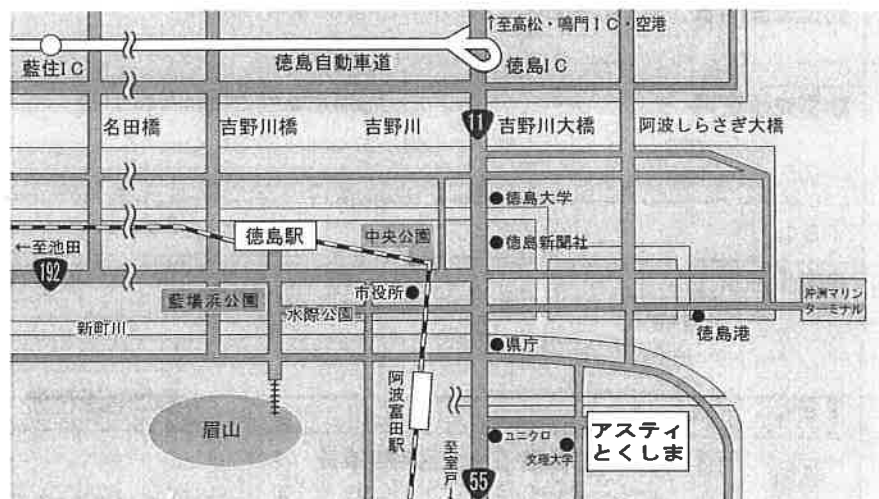 ↑至高松・鳴門IC・空港
藍住IC
徳島自動車道
徳島IC
名田橋
吉野川橋
吉野川
11
吉野川大橋
阿波しらさぎ大橋
徳島大学
徳島駅
中央公園
徳島新聞社
←至池田
192
市役所
藍場浜公園
水際公園
沖洲マリン
ターミナル
新町川
徳島港
県庁
阿波富田駅
眉山
アスティ
とくしま
ユニクロ
文理大学
至室戸↓
55